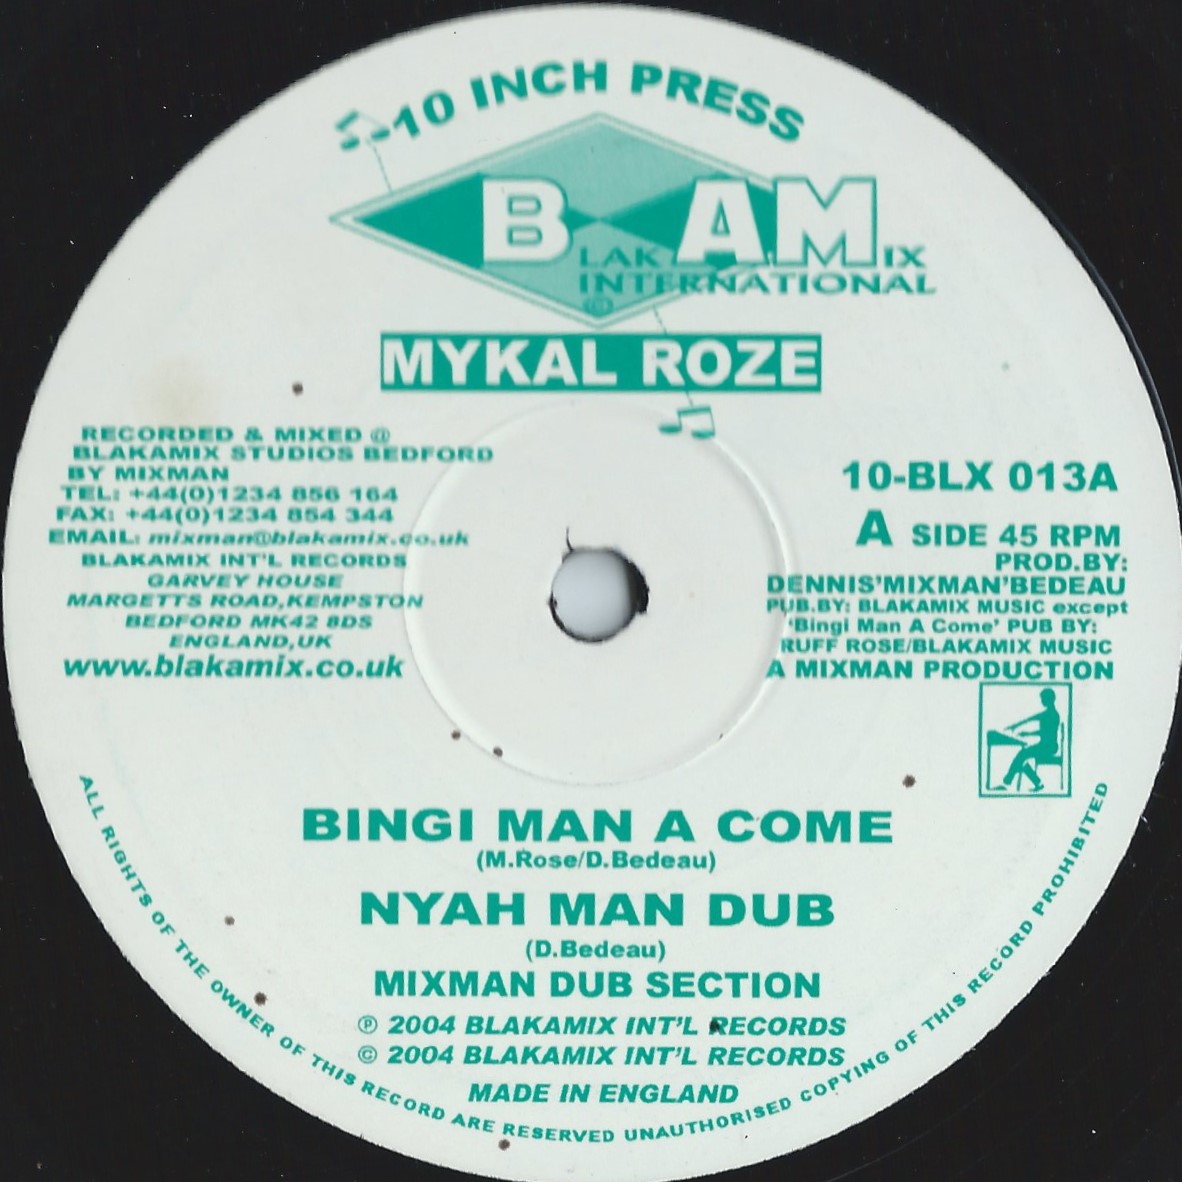 10 INCH PRESS
B AM
LAK IX
INTERNATIONAL
©
MYKAL ROZE
RECORDED & MIXED @
BLAKAMIX STUDIOS BEDFORD
BY MIXMAN
TEL: +44(0)1234 856 164
FAX: +44(0)1234 854 344
EMAIL: mixman@blakamix.co.uk
BLAKAMIX INT'L RECORDS
GARVEY HOUSE
MARGETTS ROAD,KEMPSTON
BEDFORD MK42 8DS
ENGLAND,UK
www.blakamix.co.uk
10-BLX 013A
A SIDE 45 RPM
PROD.BY:
DENNIS'MIXMAN'BEDEAU
PUB.BY: BLAKAMIX MUSIC except
'Bingi Man A Come' PUB BY:
RUFF ROSE/BLAKAMIX MUSIC
A MIXMAN PRODUCTION
BINGI MAN A COME
(M.Rose/D.Bedeau)
NYAH MAN DUB
(D.Bedeau)
MIXMAN DUB SECTION
℗ 2004 BLAKAMIX INT'L RECORDS
© 2004 BLAKAMIX INT'L RECORDS
MADE IN ENGLAND
ALL RIGHTS OF THE OWNER OF THIS RECORD ARE RESERVED UNAUTHORISED COPYING OF THIS RECORD PROHIBITED